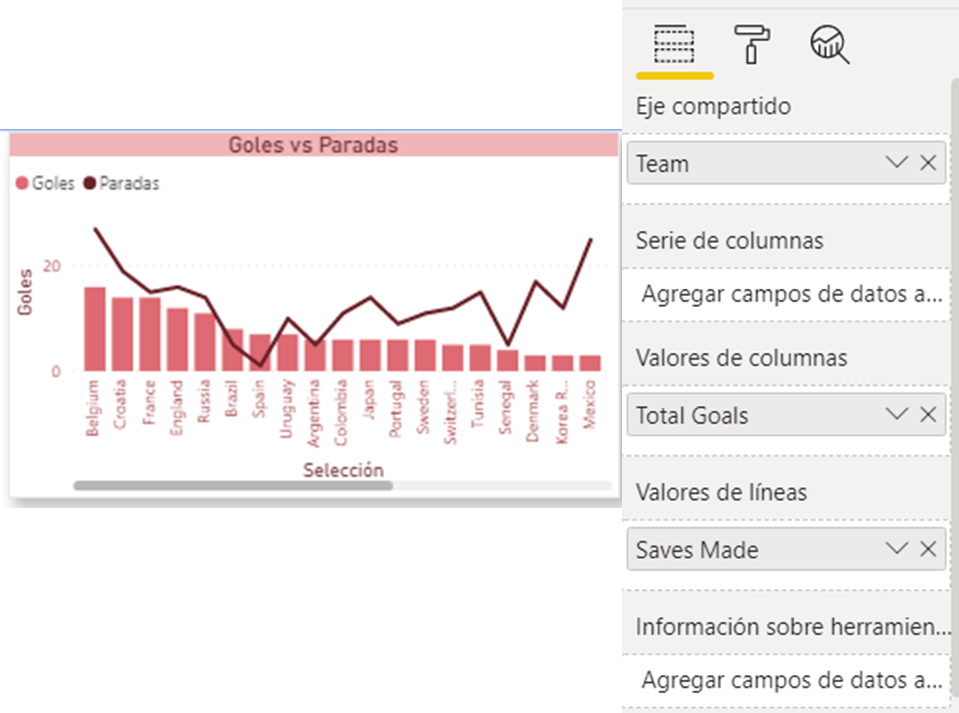 Goles vs Paradas
Goles Paradas
20
Goles
0
Belgium
Croatia
France
England
Russia
Brazil
Spain
Uruguay
Argentina
Colombia
Japan
Portugal
Sweden
Switzerl...
Tunisia
Senegal
Denmark
Korea R...
Mexico
Selección
Eje compartido
Team
Serie de columnas
Agregar campos de datos a...
Valores de columnas
Total Goals
Valores de líneas
Saves Made
Información sobre herramien...
Agregar campos de datos a...